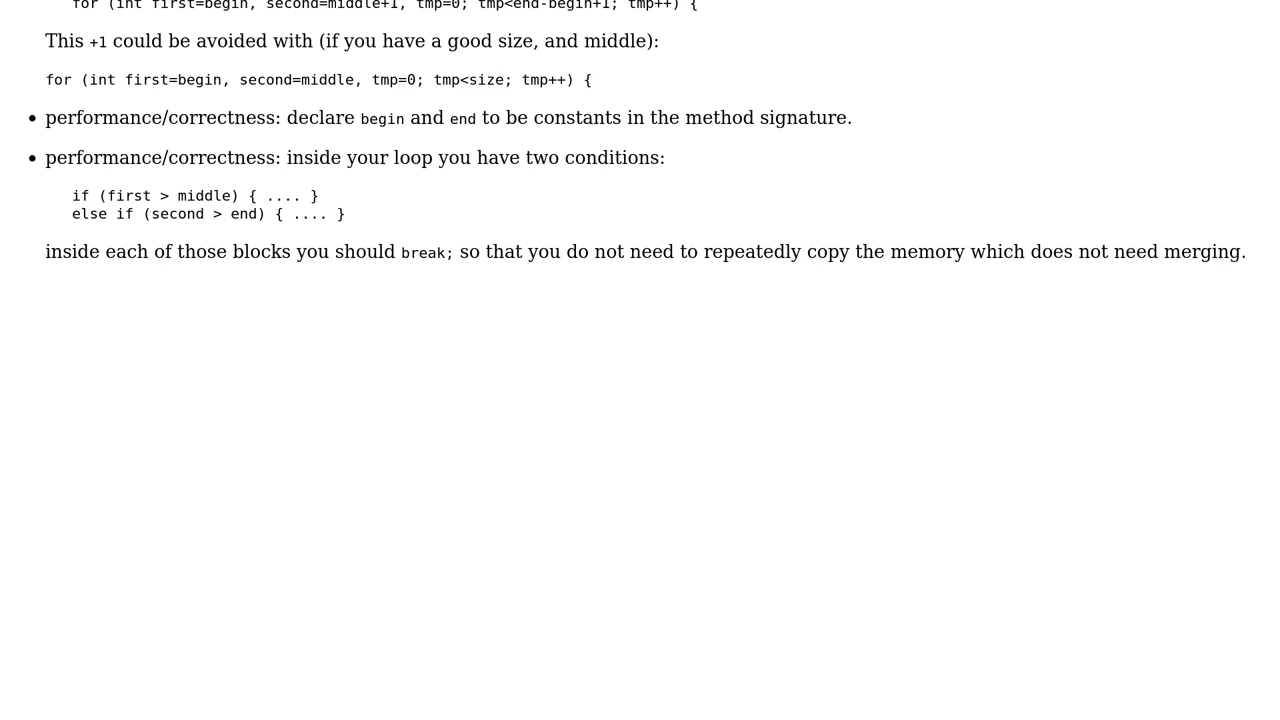 for (int first=begin, second=middle+1, tmp=0; tmp<end-begin+1; tmp++) {
This +1 could be avoided with (if you have a good size, and middle):
for (int first=begin, second=middle, tmp=0; tmp<size; tmp++) {
• performance/correctness: declare begin and end to be constants in the method signature.
• performance/correctness: inside your loop you have two conditions:
if (first > middle) { .... }
else if (second > end) { .... }
inside each of those blocks you should break; so that you do not need to repeatedly copy the memory which does not need merging.